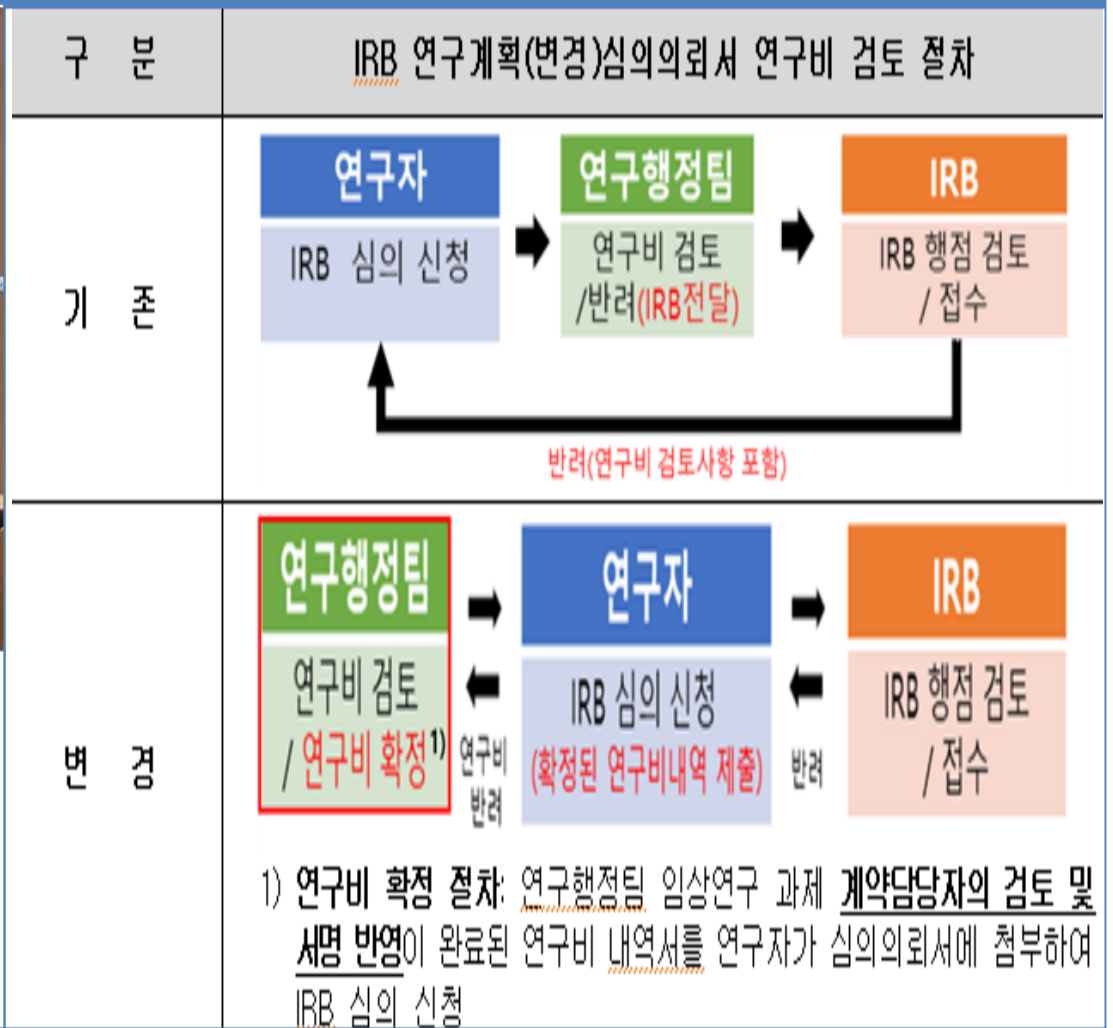 구 분
IRB 연구계획(변경)심의의뢰서 연구비 검토 절차
기 존
연구자
IRB 심의 신청
연구행정팀
연구비 검토
/반려(IRB전달)
IRB
IRB 행점 검토
/ 접수
반려(연구비 검토사항 포함)
변 경
연구행정팀
연구비 검토
/ 연구비 확정1)
연구비
반려
연구자
IRB 심의 신청
(확정된 연구비내역 제출)
반려
IRB
IRB 행점 검토
/ 접수
1) 연구비 확정 절차: 연구행정팀 임상연구 과제 계약담당자의 검토 및
서명 반영이 완료된 연구비 내역서를 연구자가 심의의뢰서에 첨부하여
IRB 심의 신청